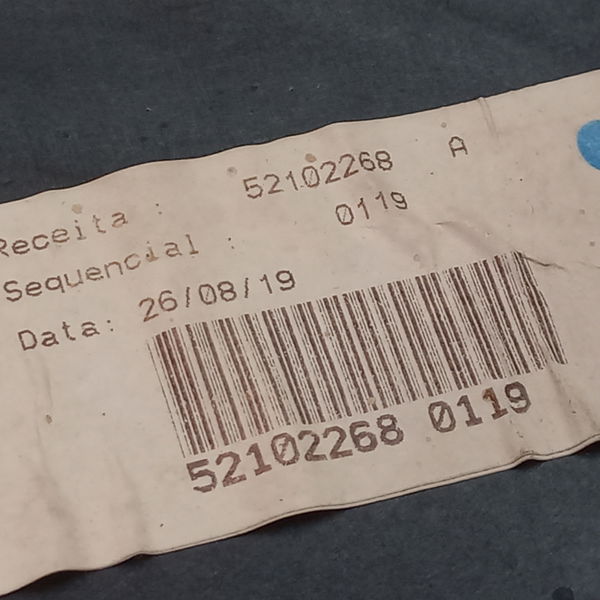 Receita : 52102268 A
Sequencial : 0119
Data: 26/08/19
52102268 0119